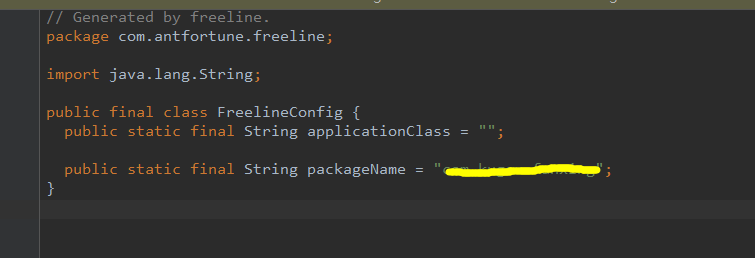 // Generated by freeline.
package com.antfortune.freeline;
import java.lang.String;
public final class FreelineConfig {
public static final String applicationClass = "";
public static final String packageName = "";
}